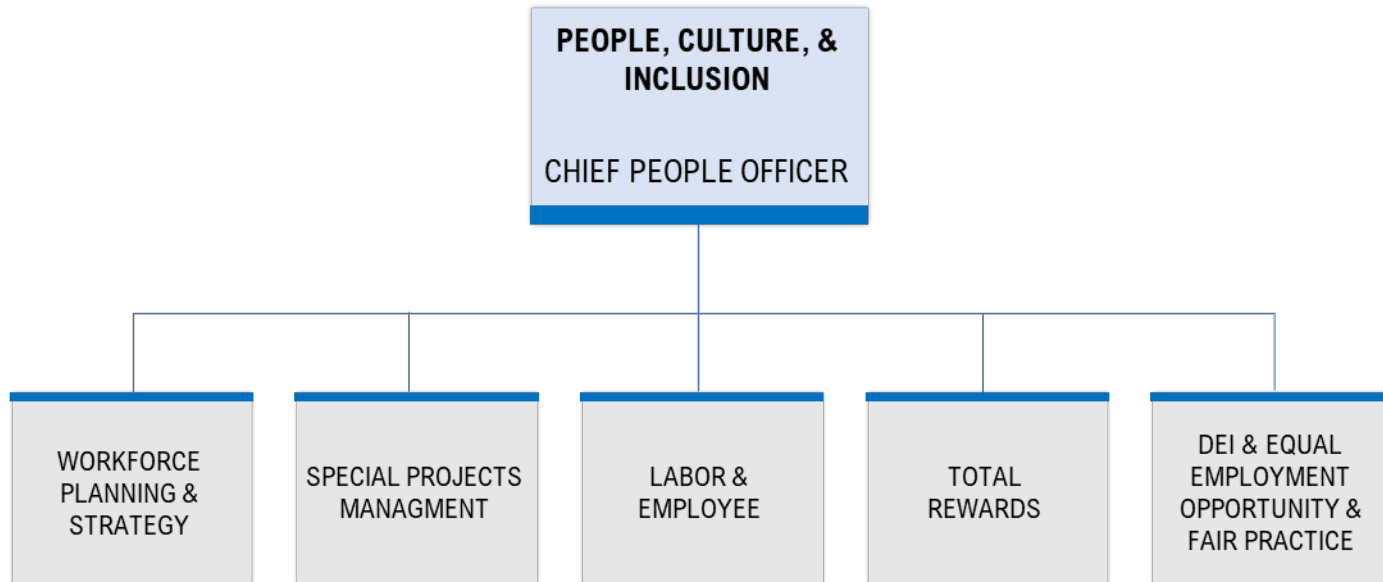 PEOPLE, CULTURE, &
INCLUSION
CHIEF PEOPLE OFFICER
WORKFORCE
PLANNING &
STRATEGY
SPECIAL PROJECTS
MANAGMENT
LABOR &
EMPLOYEE
TOTAL
REWARDS
DEI & EQUAL
EMPLOYMENT
OPPORTUNITY &
FAIR PRACTICE